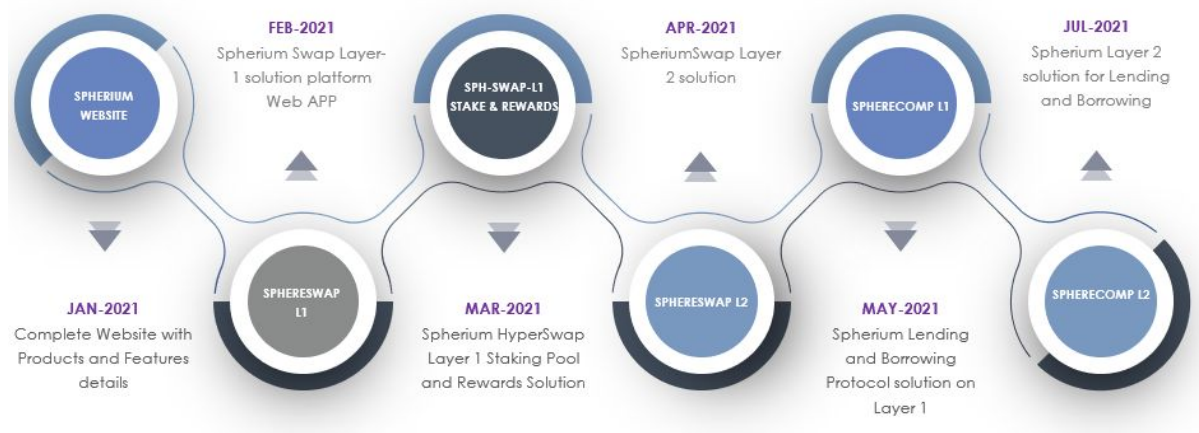 SPHERIUM
WEBSITE
JAN-2021
Complete Website with
Products and Features
details
FEB-2021
Spherium Swap Layer-
1 solution platform
Web APP
SPHERESWAP
L1
SPH-SWAP-L1
STAKE & REWARDS
MAR-2021
Spherium HyperSwap
Layer 1 Staking Pool
and Rewards Solution
APR-2021
SpheriumSwap Layer
2 solution
SPHERESWAP L2
SPHERECOMP L1
MAY-2021
Spherium Lending
and Borrowing
Protocol solution on
Layer 1
JUL-2021
Spherium Layer 2
solution for Lending
and Borrowing
SPHERECOMP L2